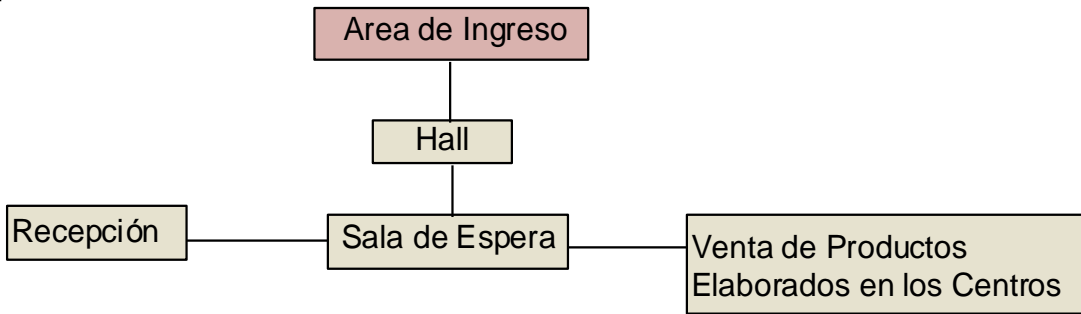 Area de Ingreso
Hall
Recepción
Sala de Espera
Venta de Productos
Elaborados en los Centros